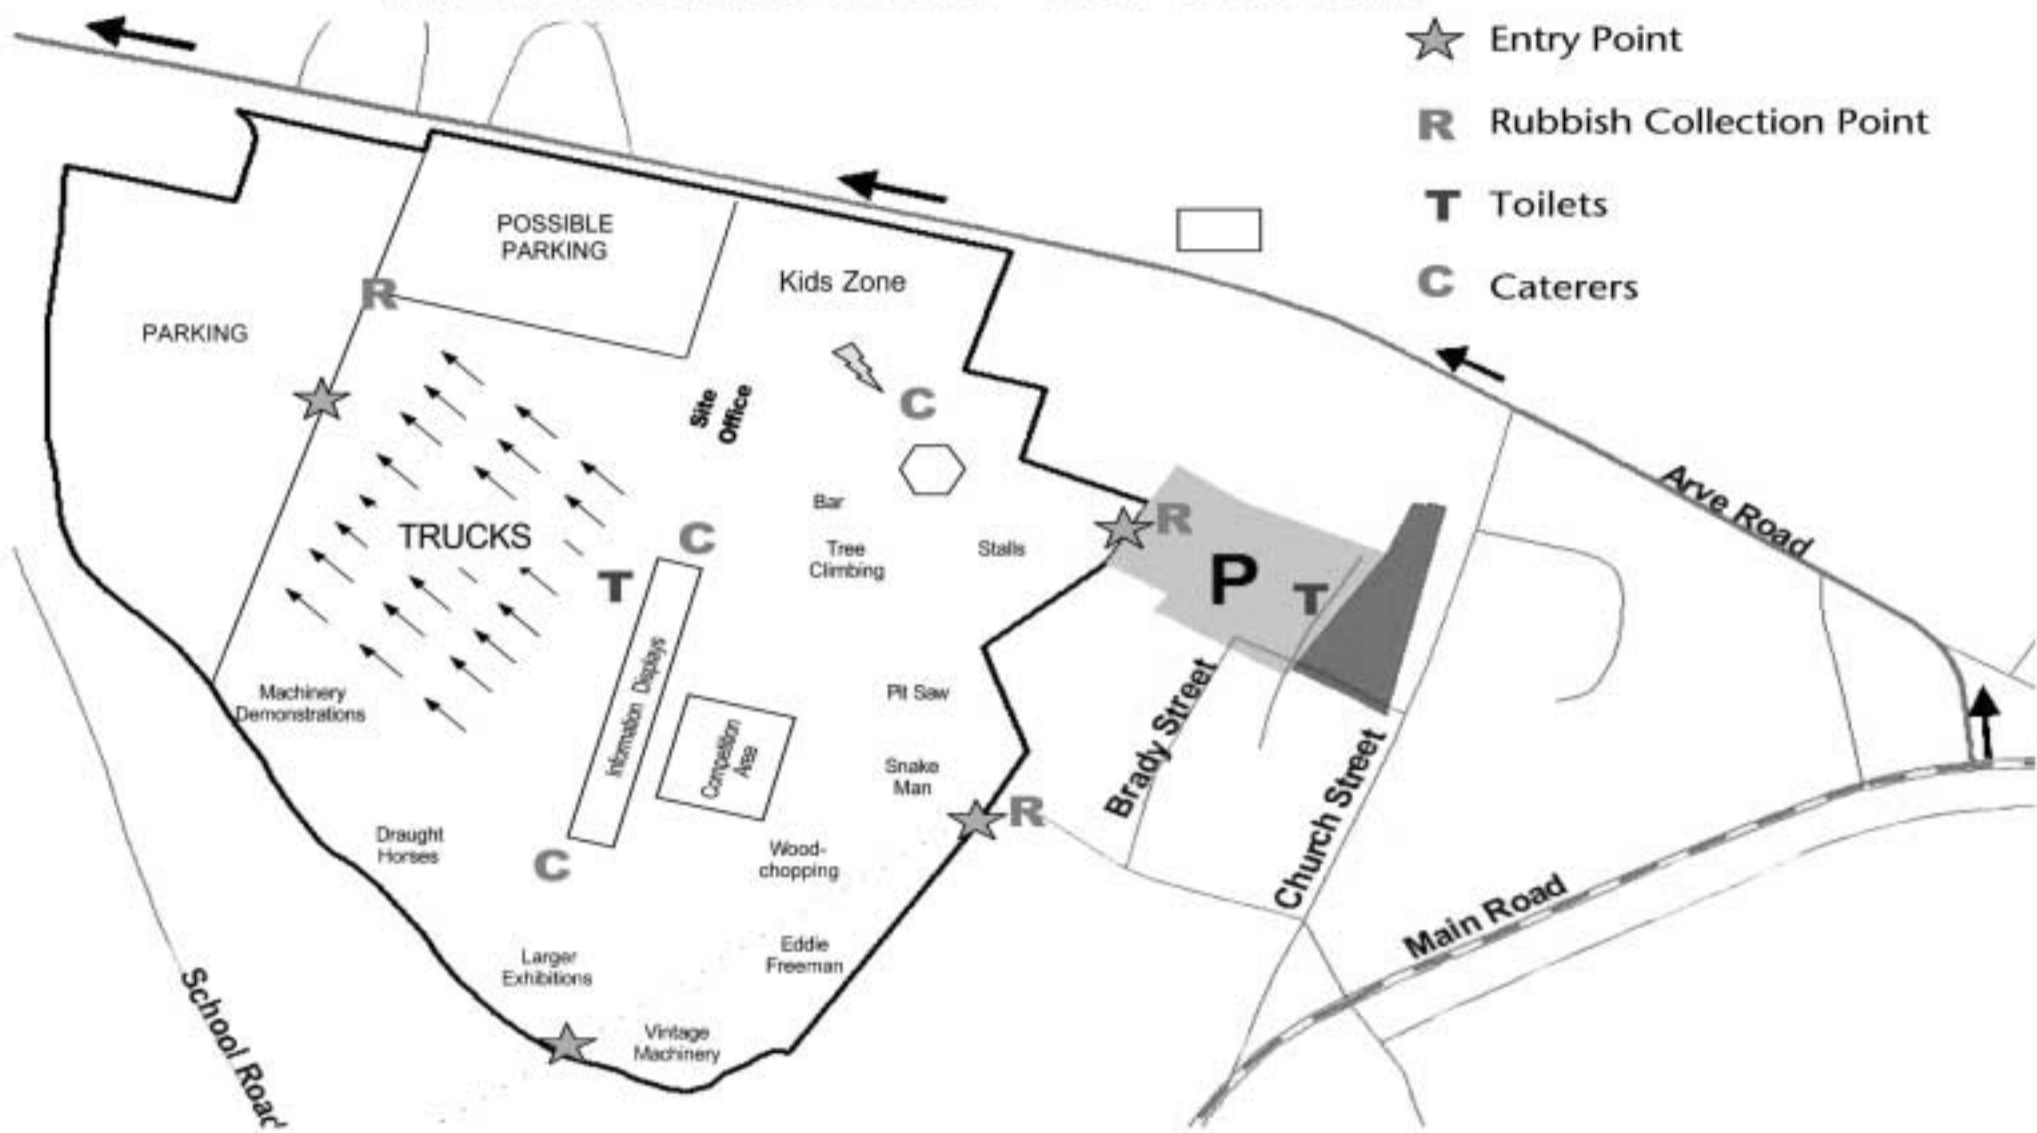 Entry Point
R Rubbish Collection Point
T Toilets
C Caterers
POSSIBLE
PARKING
Kids Zone
R
PARKING
Site
Office
C
TRUCKS
Bar
C
Tree
Climbing
Stalls
R
P
T
T
Arve Road
Information Displays
Machinery
Demonstrations
Competition
Area
Pit Saw
Snake
Man
R
Brady Street
Church Street
Draught
Horses
C
Wood-
chopping
Main Road
Larger
Exhibitions
Eddie
Freeman
Vintage
Machinery
School Road